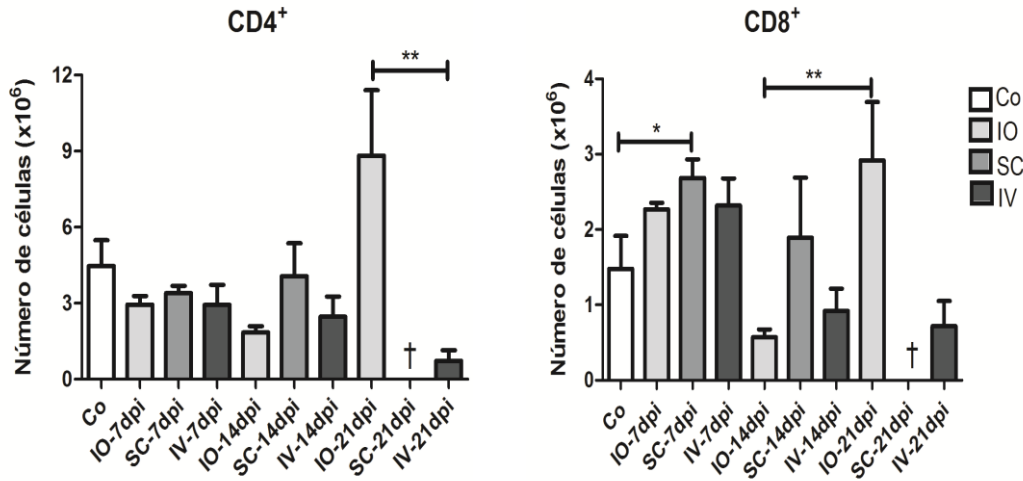 CD4⁺
Número de células (x10⁶)
12
9
6
3
0
**
†
Co
IO-7dpi
SC-7dpi
IV-7dpi
IO-14dpi
SC-14dpi
IV-14dpi
IO-21dpi
SC-21dpi
IV-21dpi
CD8⁺
Número de células (x10⁶)
4
3
2
1
0
*
**
†
Co
IO-7dpi
SC-7dpi
IV-7dpi
IO-14dpi
SC-14dpi
IV-14dpi
IO-21dpi
SC-21dpi
IV-21dpi
Co
IO
SC
IV